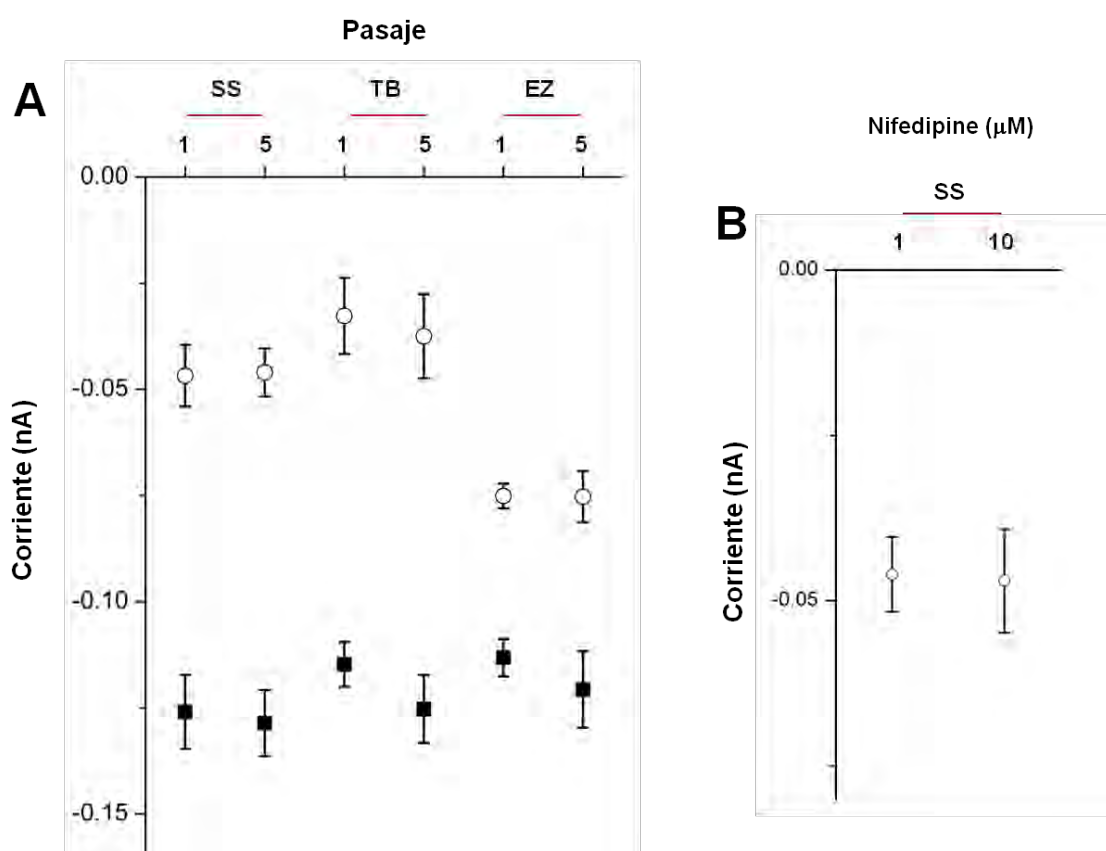 Pasaje
A
SS TB EZ
1 5 1 5 1 5
0.00
-0.05
-0.10
-0.15
Corriente (nA)
Nifedipine (μM)
SS
B
1 10
0.00
-0.05
Corriente (nA)